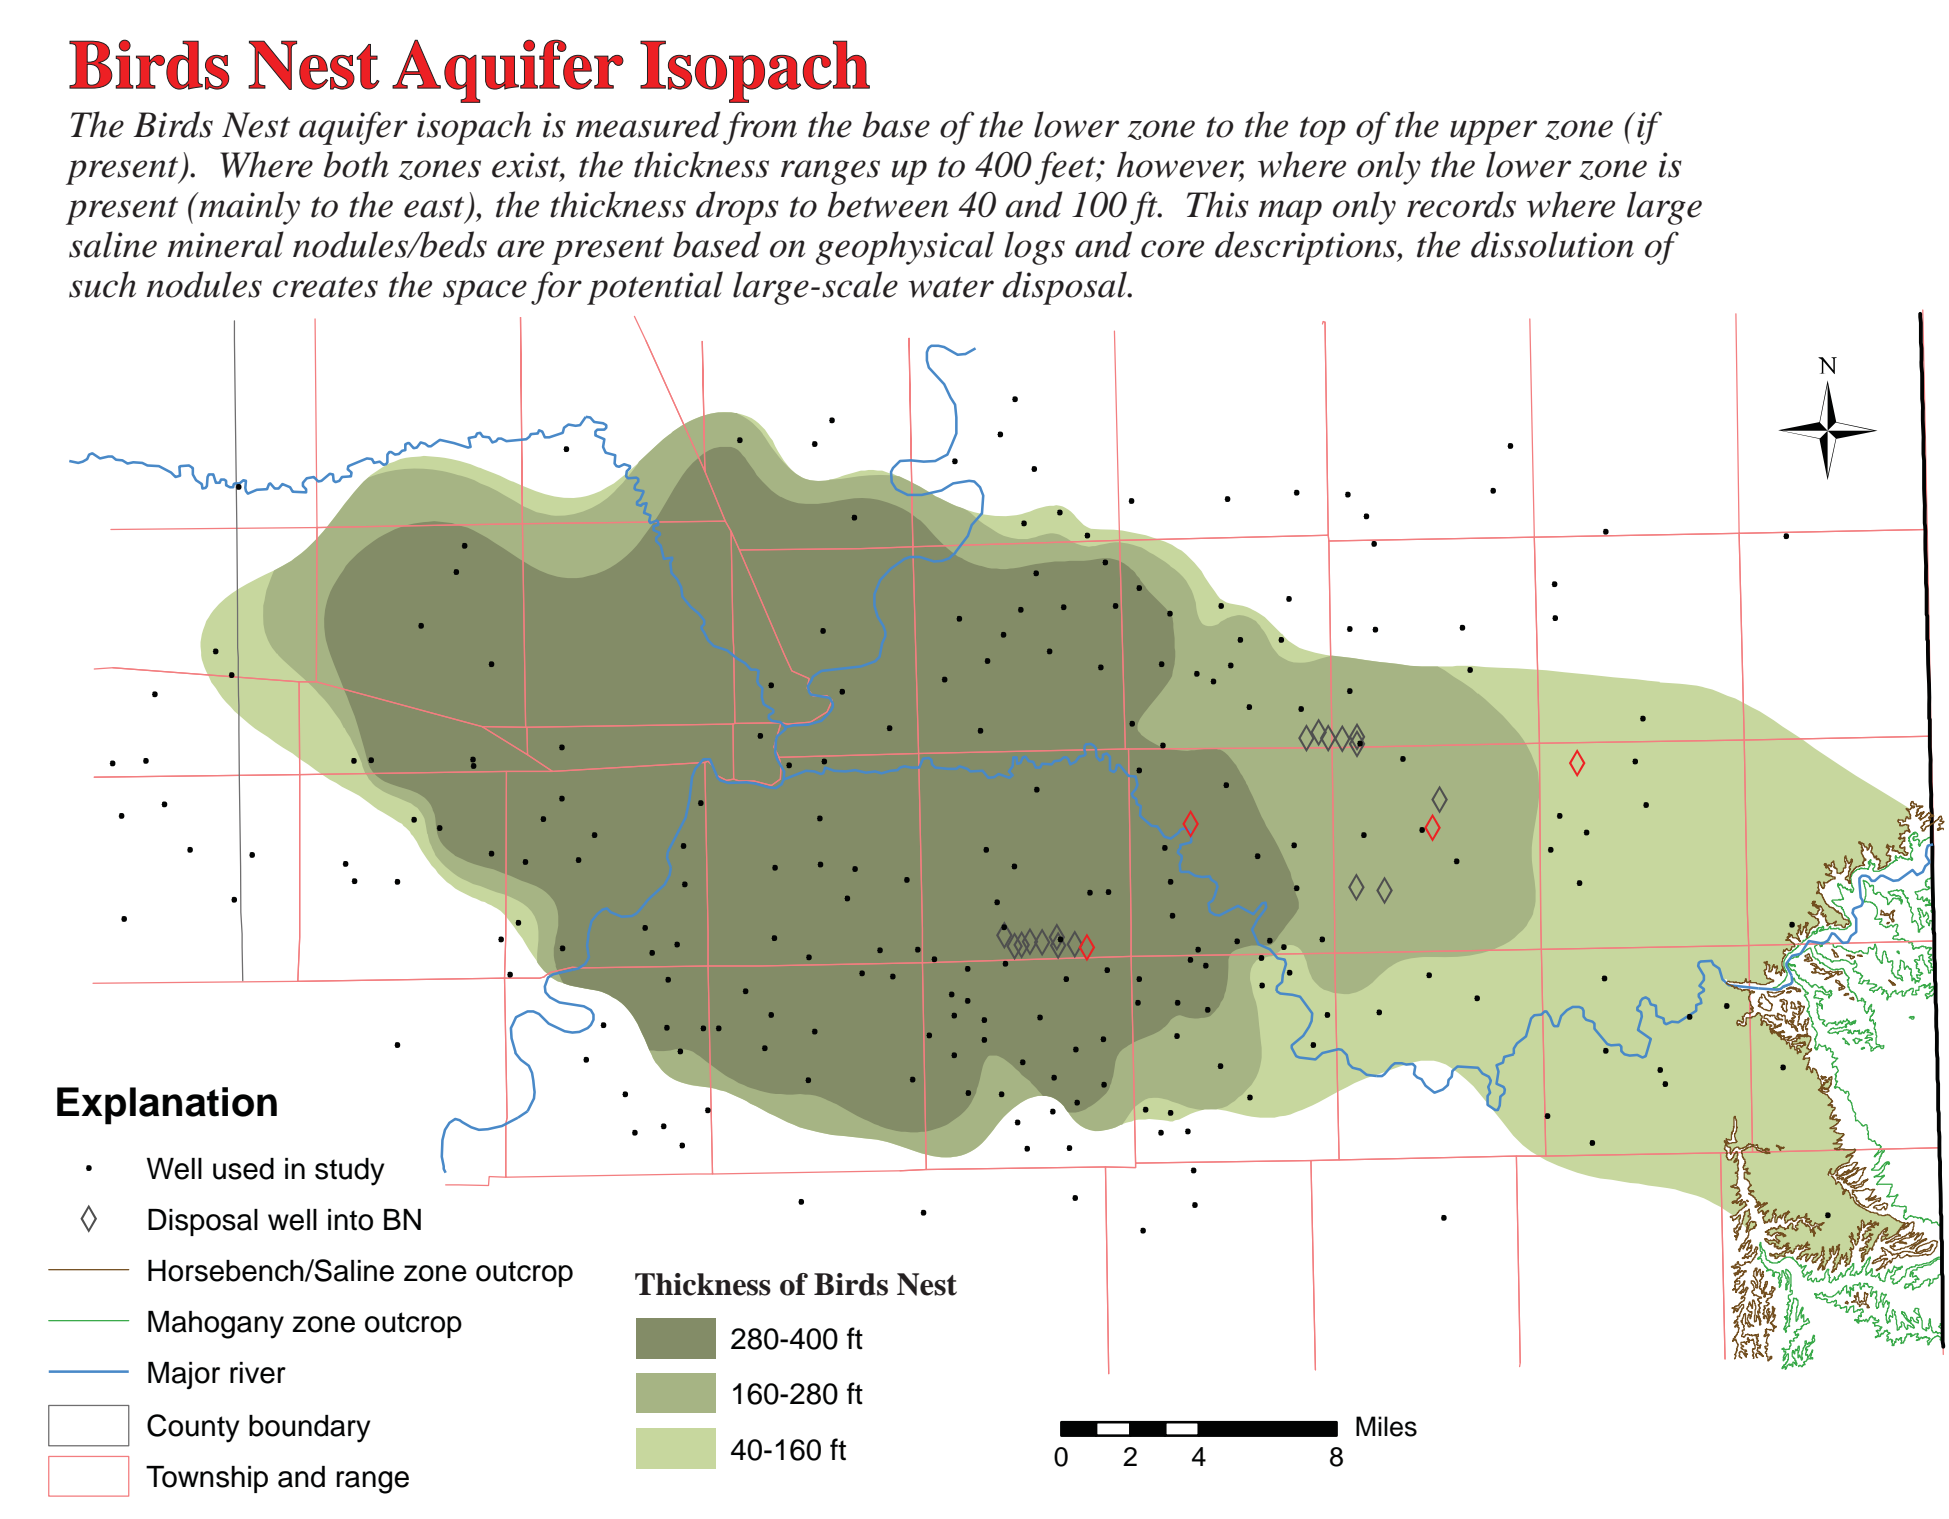 Birds Nest Aquifer Isopach
The Birds Nest aquifer isopach is measured from the base of the lower zone to the top of the upper zone (if
present).  Where both zones exist, the thickness ranges up to 400 feet; however, where only the lower zone is
present (mainly to the east), the thickness drops to between 40 and 100 ft.  This map only records where large
saline mineral nodules/beds are present based on geophysical logs and core descriptions, the dissolution of
such nodules creates the space for potential large-scale water disposal.
N
Explanation
Well used in study
Disposal well into BN
Horsebench/Saline zone outcrop
Mahogany zone outcrop
Major river
County boundary
Township and range
Thickness of Birds Nest
280-400 ft
160-280 ft
40-160 ft
Miles
0 2 4 8